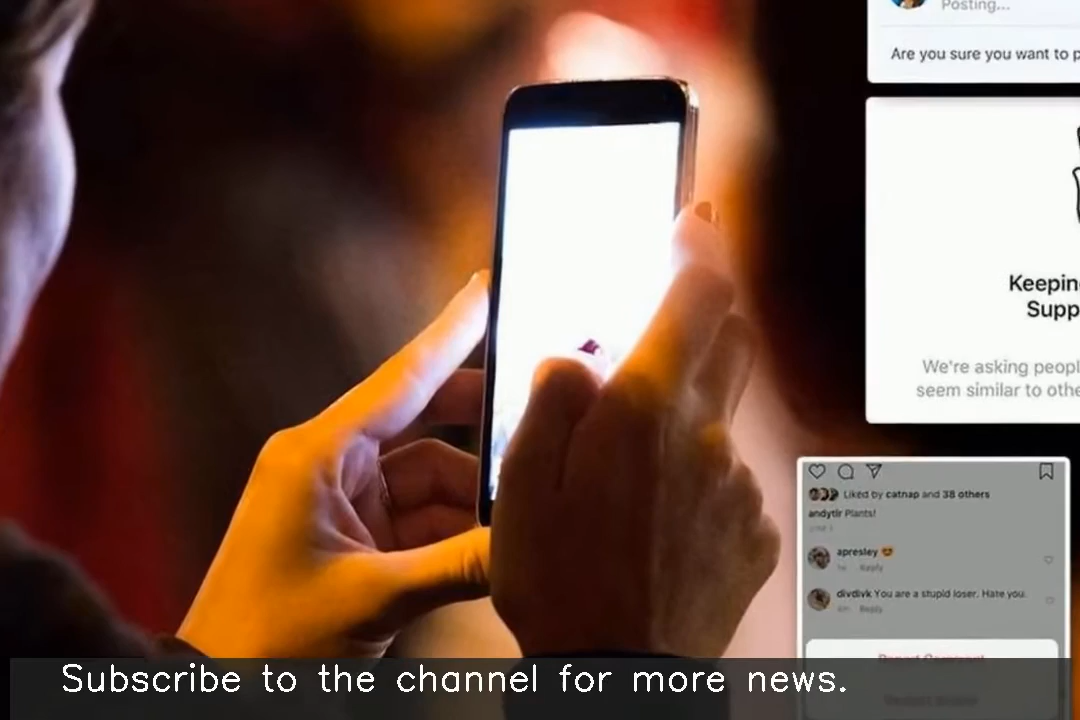 Posting...
Are you sure you want to p
Keeping
Supp
We're asking peopl
seem similar to othe
Liked by catnap and 38 others
andytlr Plants!
apresley 😍
Reply
divdivk You are a stupid loser. Hate you.
Reply
Subscribe to the channel for more news.